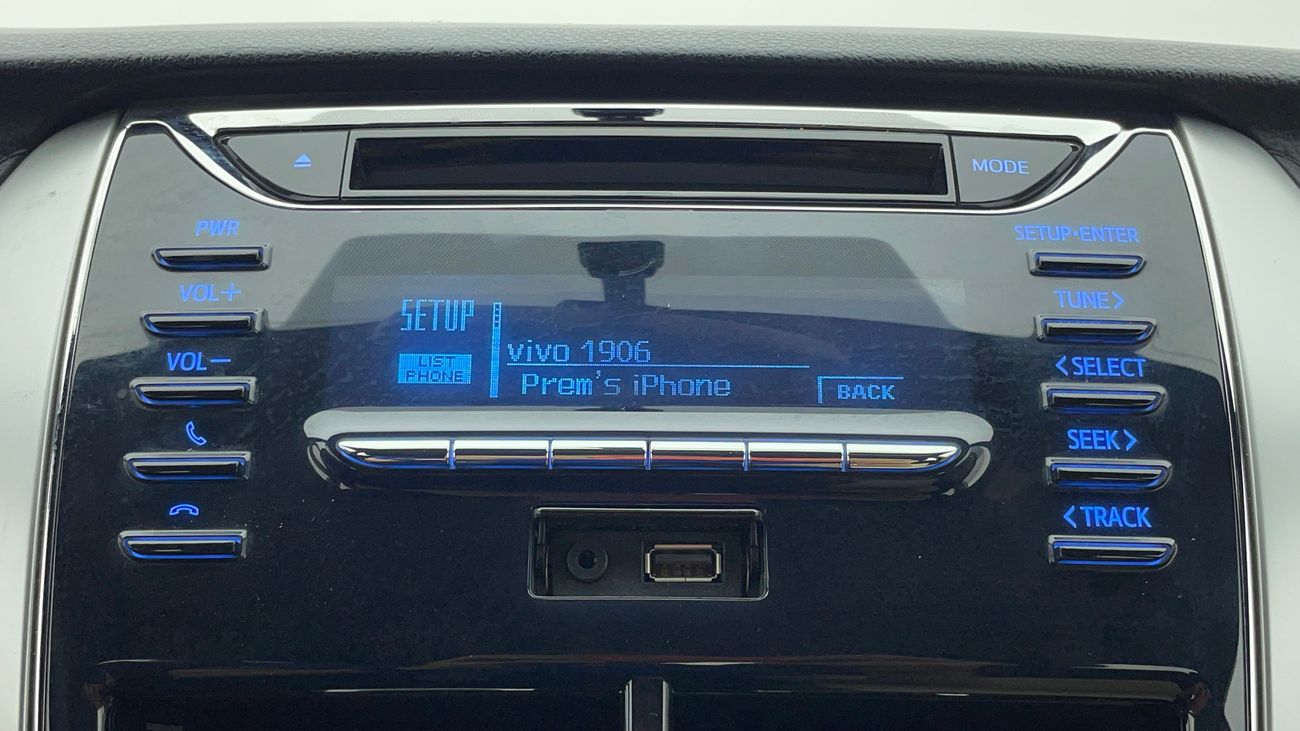 MODE
PWR
VOL+
VOL−
SETUP•ENTER
TUNE >
< SELECT
SEEK >
< TRACK
SETUP
LIST
PHONE
vivo 1906
Prem's iPhone
BACK